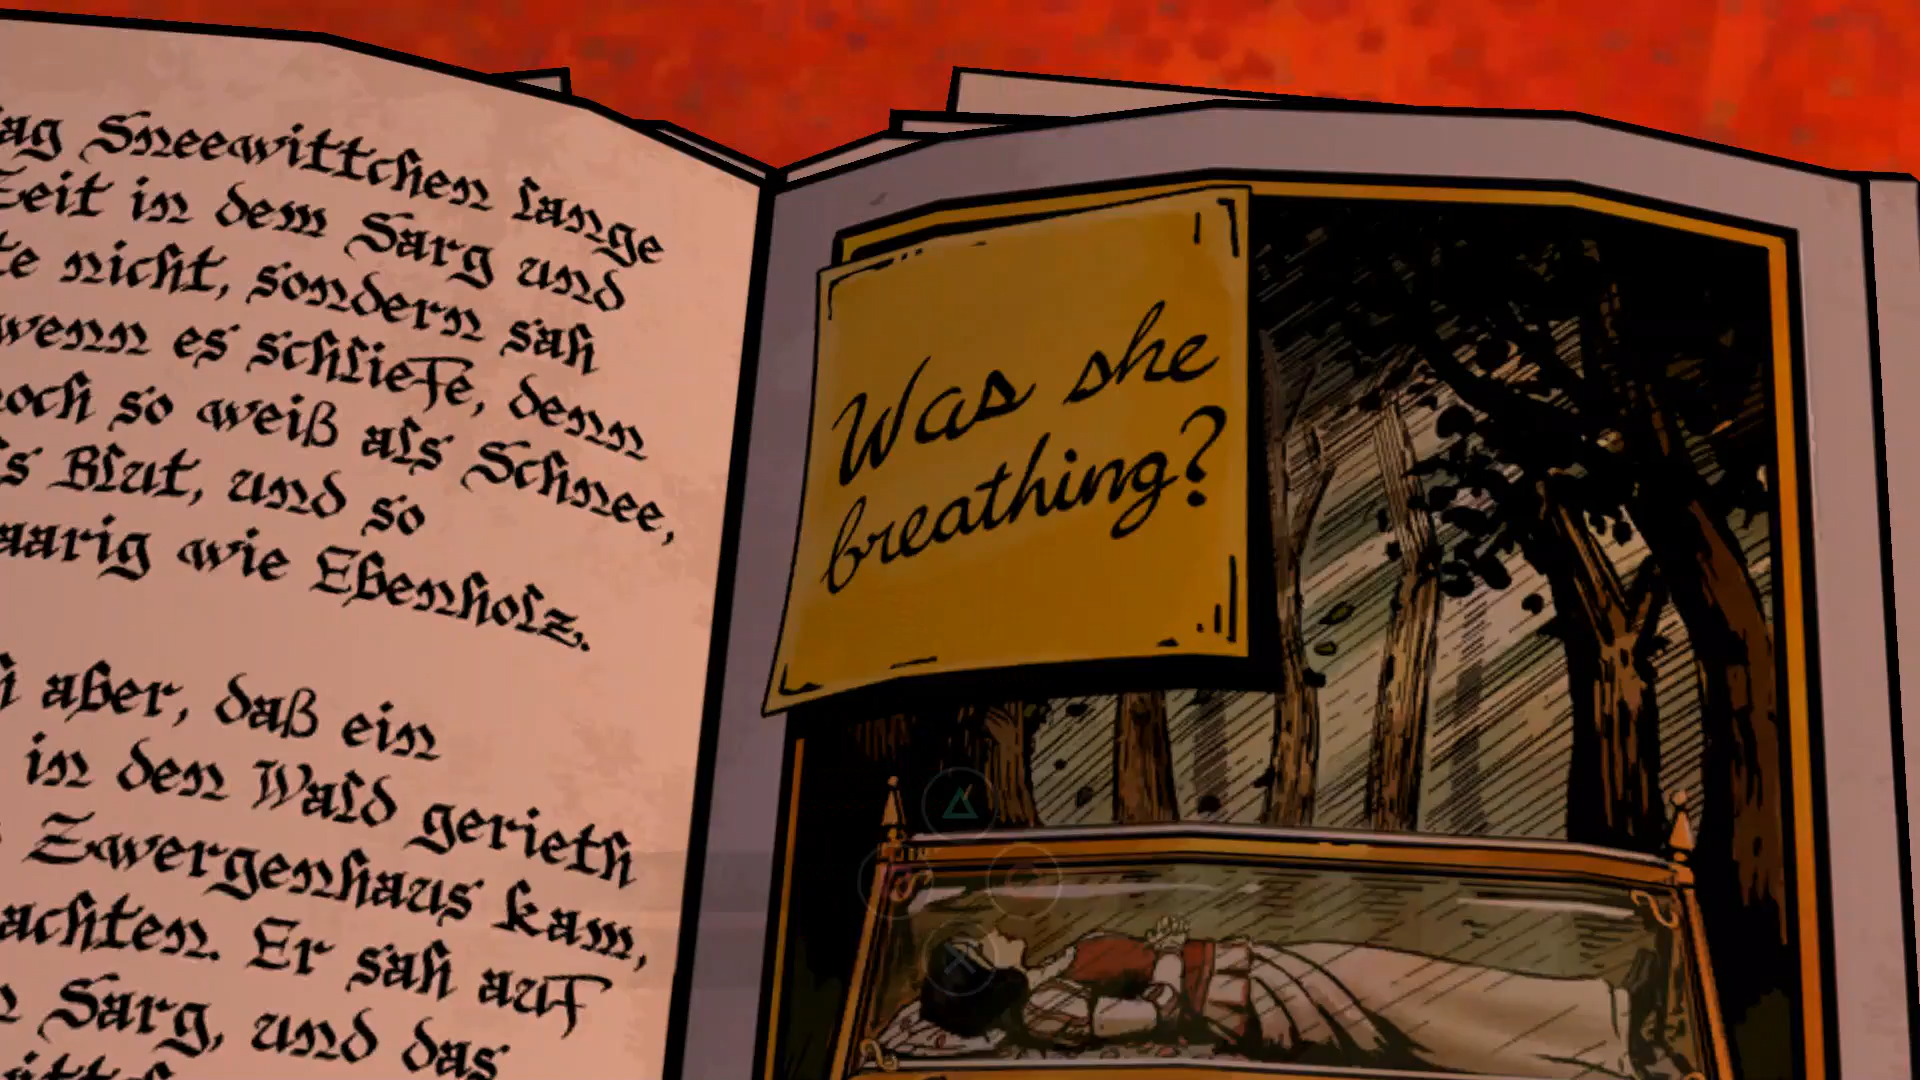 ag Sneewittchen lange
Zeit in dem Sarg und
te nicht, sondern sah
wenn es schliefe, denn
noch so weiß als Schnee,
s Blut, und so
aarig wie Ebenholz.
aber, daß ein
in den Wald gerieth
Zwergenhaus kam,
achten. Er sah auf
n Sarg, und das
Was she
breathing?